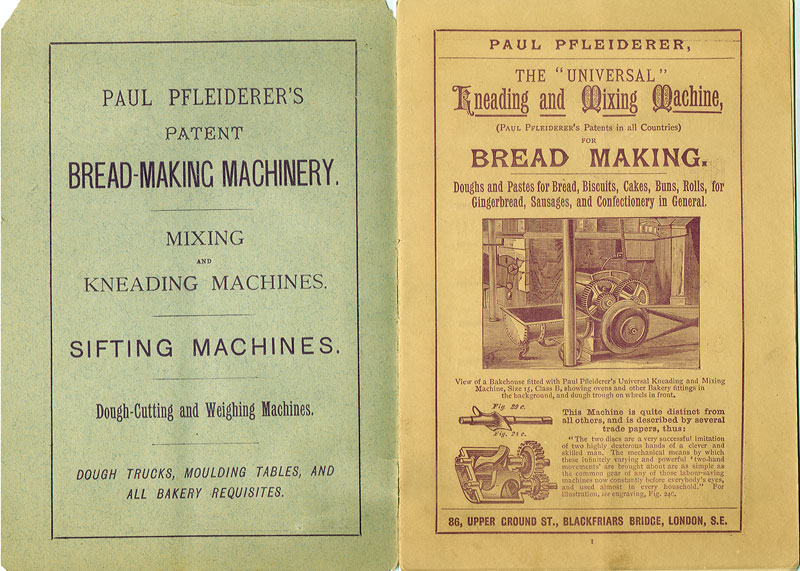 PAUL PFLEIDERER'S
PATENT
BREAD-MAKING MACHINERY.
MIXING
AND
KNEADING MACHINES.
SIFTING MACHINES.
Dough-Cutting and Weighing Machines.
DOUGH TRUCKS, MOULDING TABLES, AND
ALL BAKERY REQUISITES.
PAUL PFLEIDERER,
THE "UNIVERSAL"
Kneading and Mixing Machine,
(PAUL PFLEIDERER'S Patents in all Countries)
FOR
BREAD MAKING.
Doughs and Pastes for Bread, Biscuits, Cakes, Buns, Rolls, for
Gingerbread, Sausages, and Confectionery in General.
View of a Bakehouse fitted with Paul Pfleiderer's Universal Kneading and Mixing
Machine, Size 15, Class B, showing ovens and other Bakery fittings in
the background, and dough trough on wheels in front.
Fig. 29 c.
Fig. 24 c.
This Machine is quite distinct from
all others, and is described by several
trade papers, thus:
"The two discs are a very successful imitation
of two highly dexterous hands of a clever and
skilled man. The mechanical means by which
these infinitely varying and powerful 'two-hand
movements' are brought about are as simple as
the common gear of any of those labour-saving
machines now constantly before everybody's eyes,
and used almost in every household." For
illustration, see engraving, Fig. 24C.
86, UPPER GROUND ST., BLACKFRIARS BRIDGE, LONDON, S.E.
1